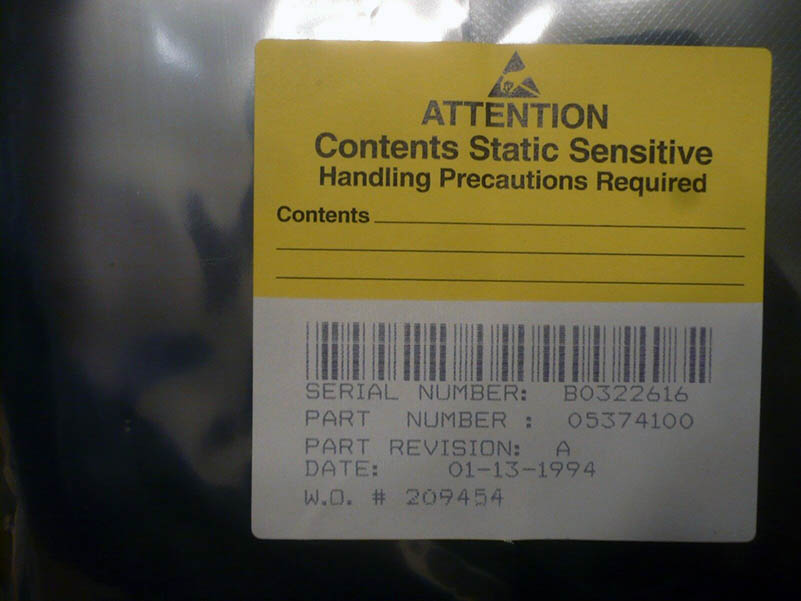 ATTENTION
Contents Static Sensitive
Handling Precautions Required
Contents
SERIAL NUMBER: B0322616
PART NUMBER : 05374100
PART REVISION: A
DATE: 01-13-1994
W.O. # 209454